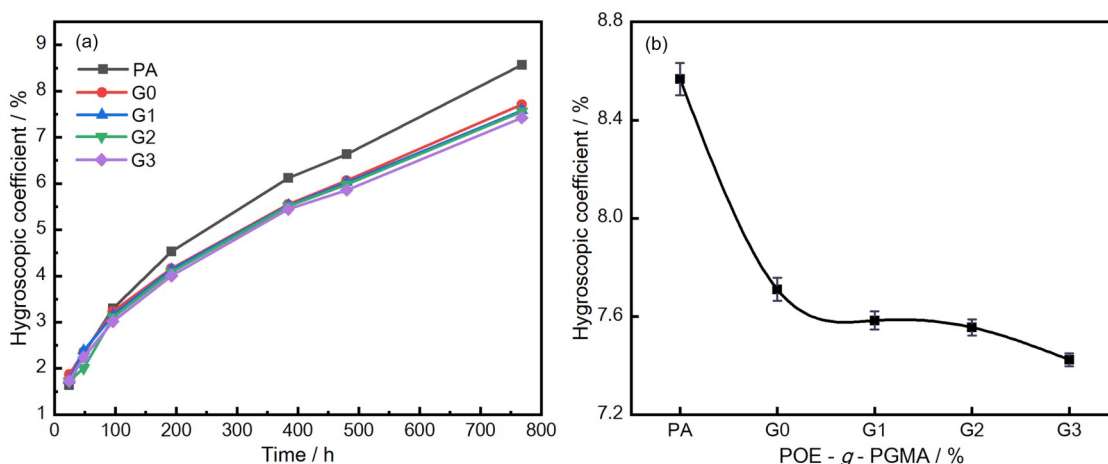 (a)
Hygroscopic coefficient / %
9
8
7
6
5
4
3
2
1
PA
G0
G1
G2
G3
0 100 200 300 400 500 600 700 800
Time / h
(b)
Hygroscopic coefficient / %
8.8
8.4
8.0
7.6
7.2
PA G0 G1 G2 G3
POE - g - PGMA / %